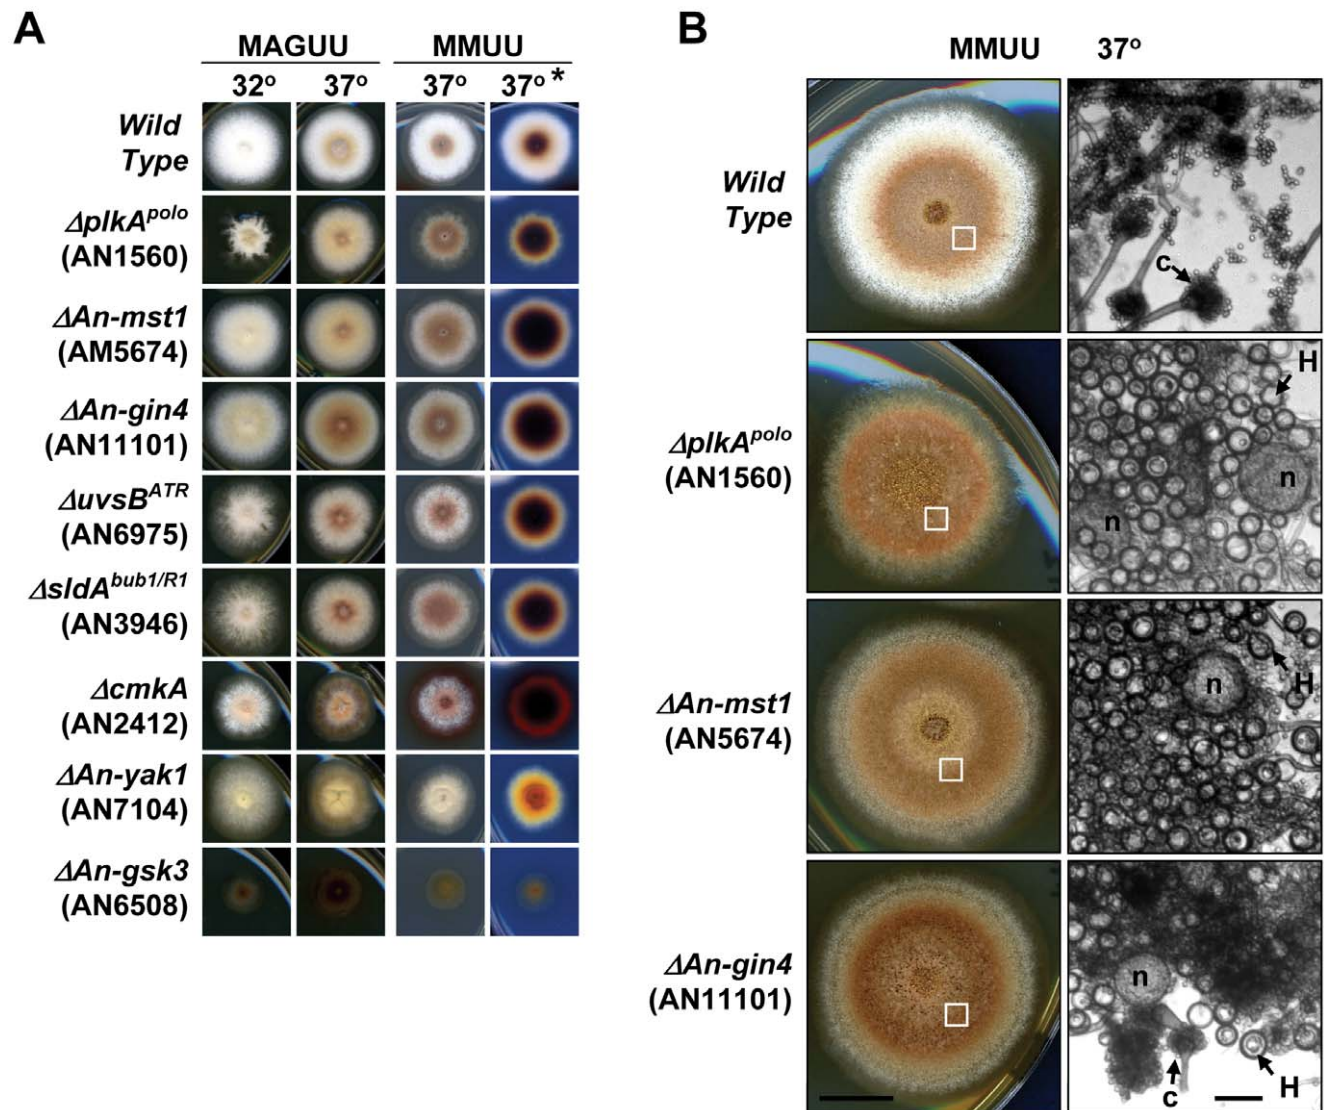 A
MAGUU MMUU
32° 37° 37° 37° *
Wild
Type
ΔplkA^polo
(AN1560)
ΔAn-mst1
(AM5674)
ΔAn-gin4
(AN11101)
ΔuvsB^ATR
(AN6975)
ΔsldA^bub1/R1
(AN3946)
ΔcmkA
(AN2412)
ΔAn-yak1
(AN7104)
ΔAn-gsk3
(AN6508)
B
MMUU 37°
Wild
Type
c
ΔplkA^polo
(AN1560)
H
n
n
ΔAn-mst1
(AN5674)
n
H
ΔAn-gin4
(AN11101)
n
c
H